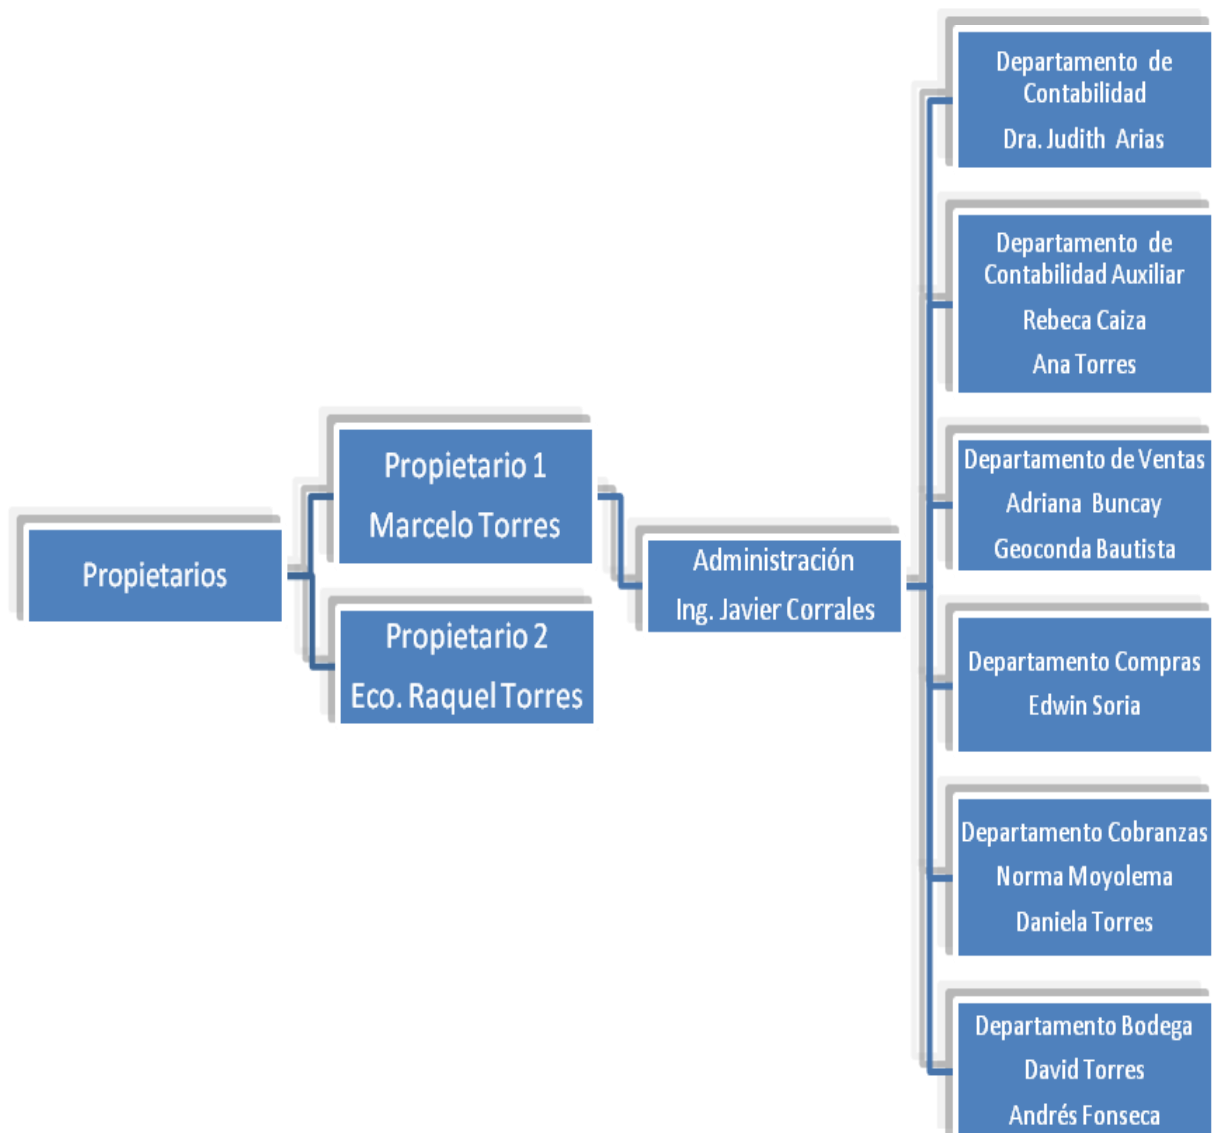 Propietarios
Propietario 1
Marcelo Torres
Propietario 2
Eco. Raquel Torres
Administración
Ing. Javier Corrales
Departamento de
Contabilidad
Dra. Judith Arias
Departamento de
Contabilidad Auxiliar
Rebeca Caiza
Ana Torres
Departamento de Ventas
Adriana Buncay
Geoconda Bautista
Departamento Compras
Edwin Soria
Departamento Cobranzas
Norma Moyolema
Daniela Torres
Departamento Bodega
David Torres
Andrés Fonseca